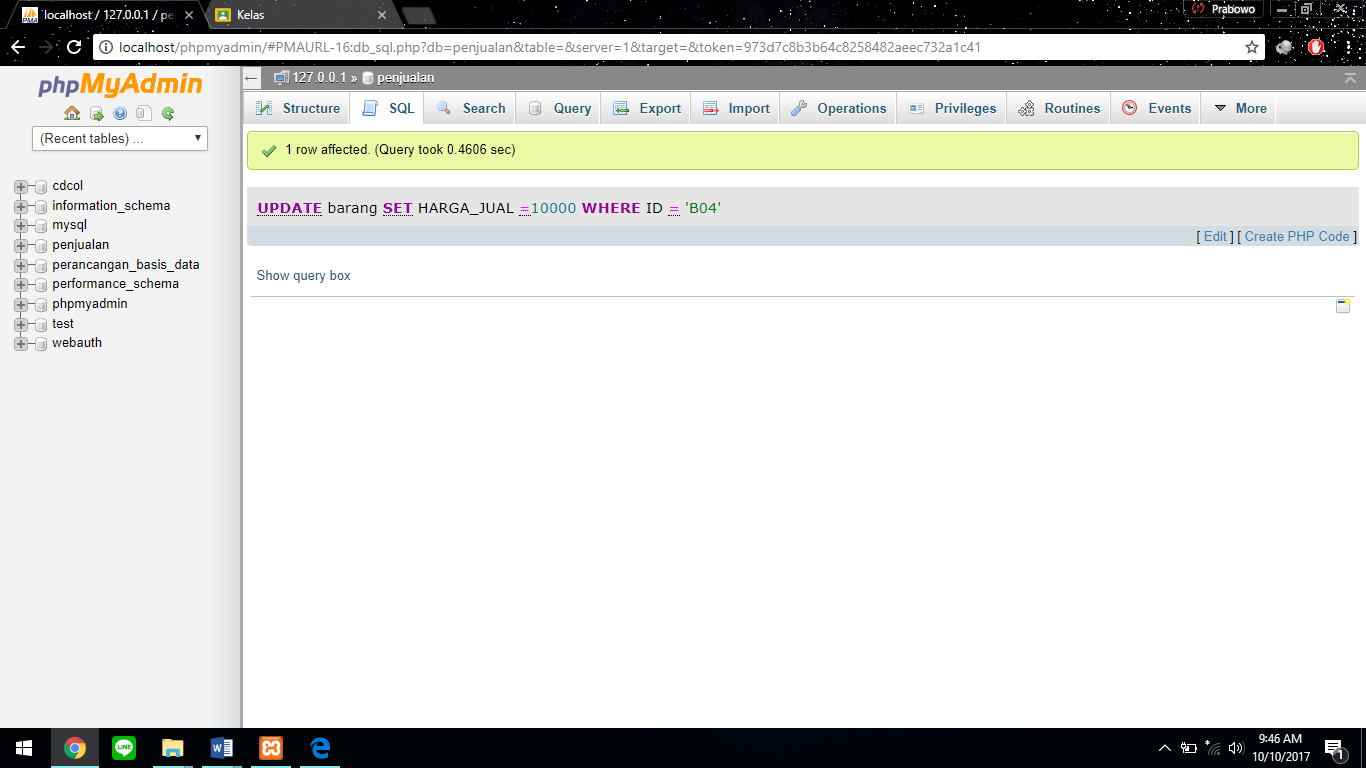 localhost / 127.0.0.1 / pe
Kelas
Prabowo
localhost/phpmyadmin/#PMAURL-16:db_sql.php?db=penjualan&table=&server=1&target=&token=973d7c8b3b64c8258482aeec732a1c41
phpMyAdmin
(Recent tables) ...
cdcol
information_schema
mysql
penjualan
perancangan_basis_data
performance_schema
phpmyadmin
test
webauth
127.0.0.1 » penjualan
Structure SQL Search Query Export Import Operations Privileges Routines Events More
1 row affected. (Query took 0.4606 sec)
UPDATE barang SET HARGA_JUAL =10000 WHERE ID = 'B04'
[ Edit ] [ Create PHP Code ]
Show query box
9:46 AM
10/10/2017
1